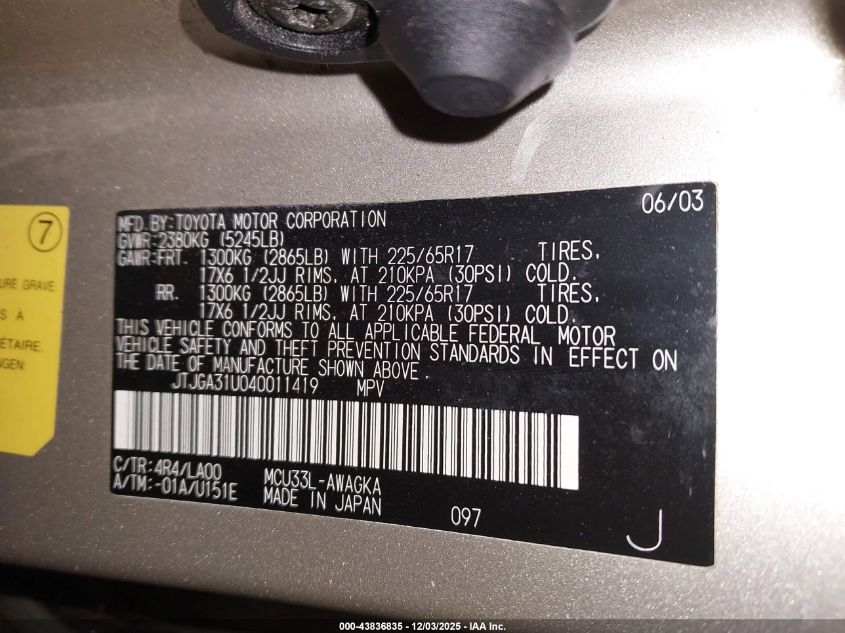 7
URE GRAVE:
S À
ÉTAIRE.
NGEN:
06/03
MFD. BY: TOYOTA MOTOR CORPORATION
GVWR: 2380KG (5245LB)
GAWR: FRT. 1300KG (2865LB) WITH 225/65R17 TIRES,
17X6 1/2JJ RIMS, AT 210KPA (30PSI) COLD.
RR. 1300KG (2865LB) WITH 225/65R17 TIRES,
17X6 1/2JJ RIMS, AT 210KPA (30PSI) COLD.
THIS VEHICLE CONFORMS TO ALL APPLICABLE FEDERAL MOTOR
VEHICLE SAFETY AND THEFT PREVENTION STANDARDS IN EFFECT ON
THE DATE OF MANUFACTURE SHOWN ABOVE.
JTJGA31U040011419 MPV
C/TR: 4R4/LA00 MCU33L-AWAGKA
A/TM: -01A/U151E MADE IN JAPAN
097
J
000-43836835 - 12/03/2025 - IAA Inc.